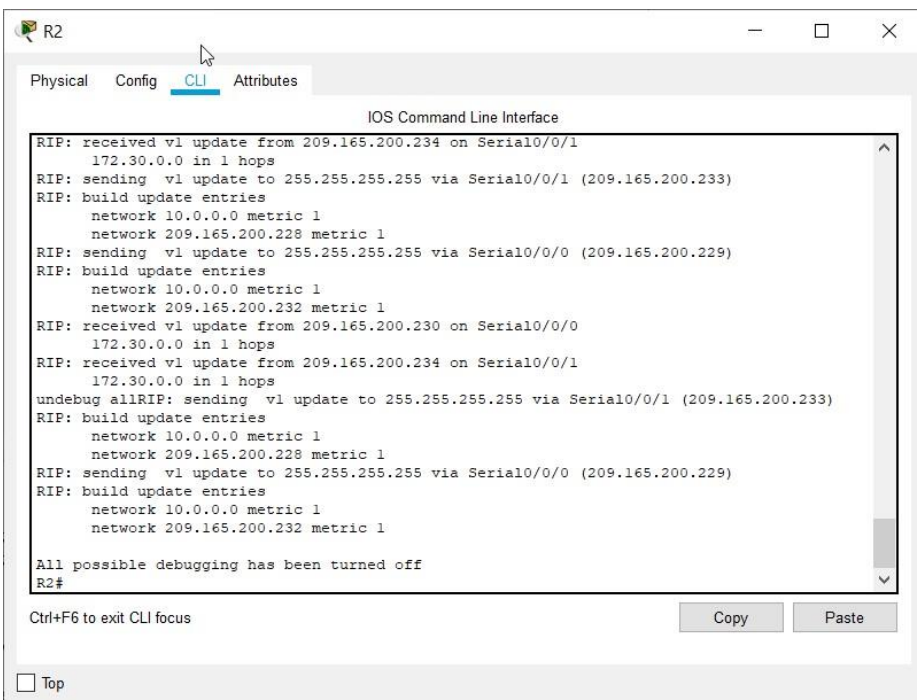 R2
Physical Config CLI Attributes
IOS Command Line Interface
RIP: received v1 update from 209.165.200.234 on Serial0/0/1
      172.30.0.0 in 1 hops
RIP: sending  v1 update to 255.255.255.255 via Serial0/0/1 (209.165.200.233)
RIP: build update entries
      network 10.0.0.0 metric 1
      network 209.165.200.228 metric 1
RIP: sending  v1 update to 255.255.255.255 via Serial0/0/0 (209.165.200.229)
RIP: build update entries
      network 10.0.0.0 metric 1
      network 209.165.200.232 metric 1
RIP: received v1 update from 209.165.200.230 on Serial0/0/0
      172.30.0.0 in 1 hops
RIP: received v1 update from 209.165.200.234 on Serial0/0/1
      172.30.0.0 in 1 hops
undebug allRIP: sending  v1 update to 255.255.255.255 via Serial0/0/1 (209.165.200.233)
RIP: build update entries
      network 10.0.0.0 metric 1
      network 209.165.200.228 metric 1
RIP: sending  v1 update to 255.255.255.255 via Serial0/0/0 (209.165.200.229)
RIP: build update entries
      network 10.0.0.0 metric 1
      network 209.165.200.232 metric 1
All possible debugging has been turned off
R2#
Ctrl+F6 to exit CLI focus
Copy Paste
Top